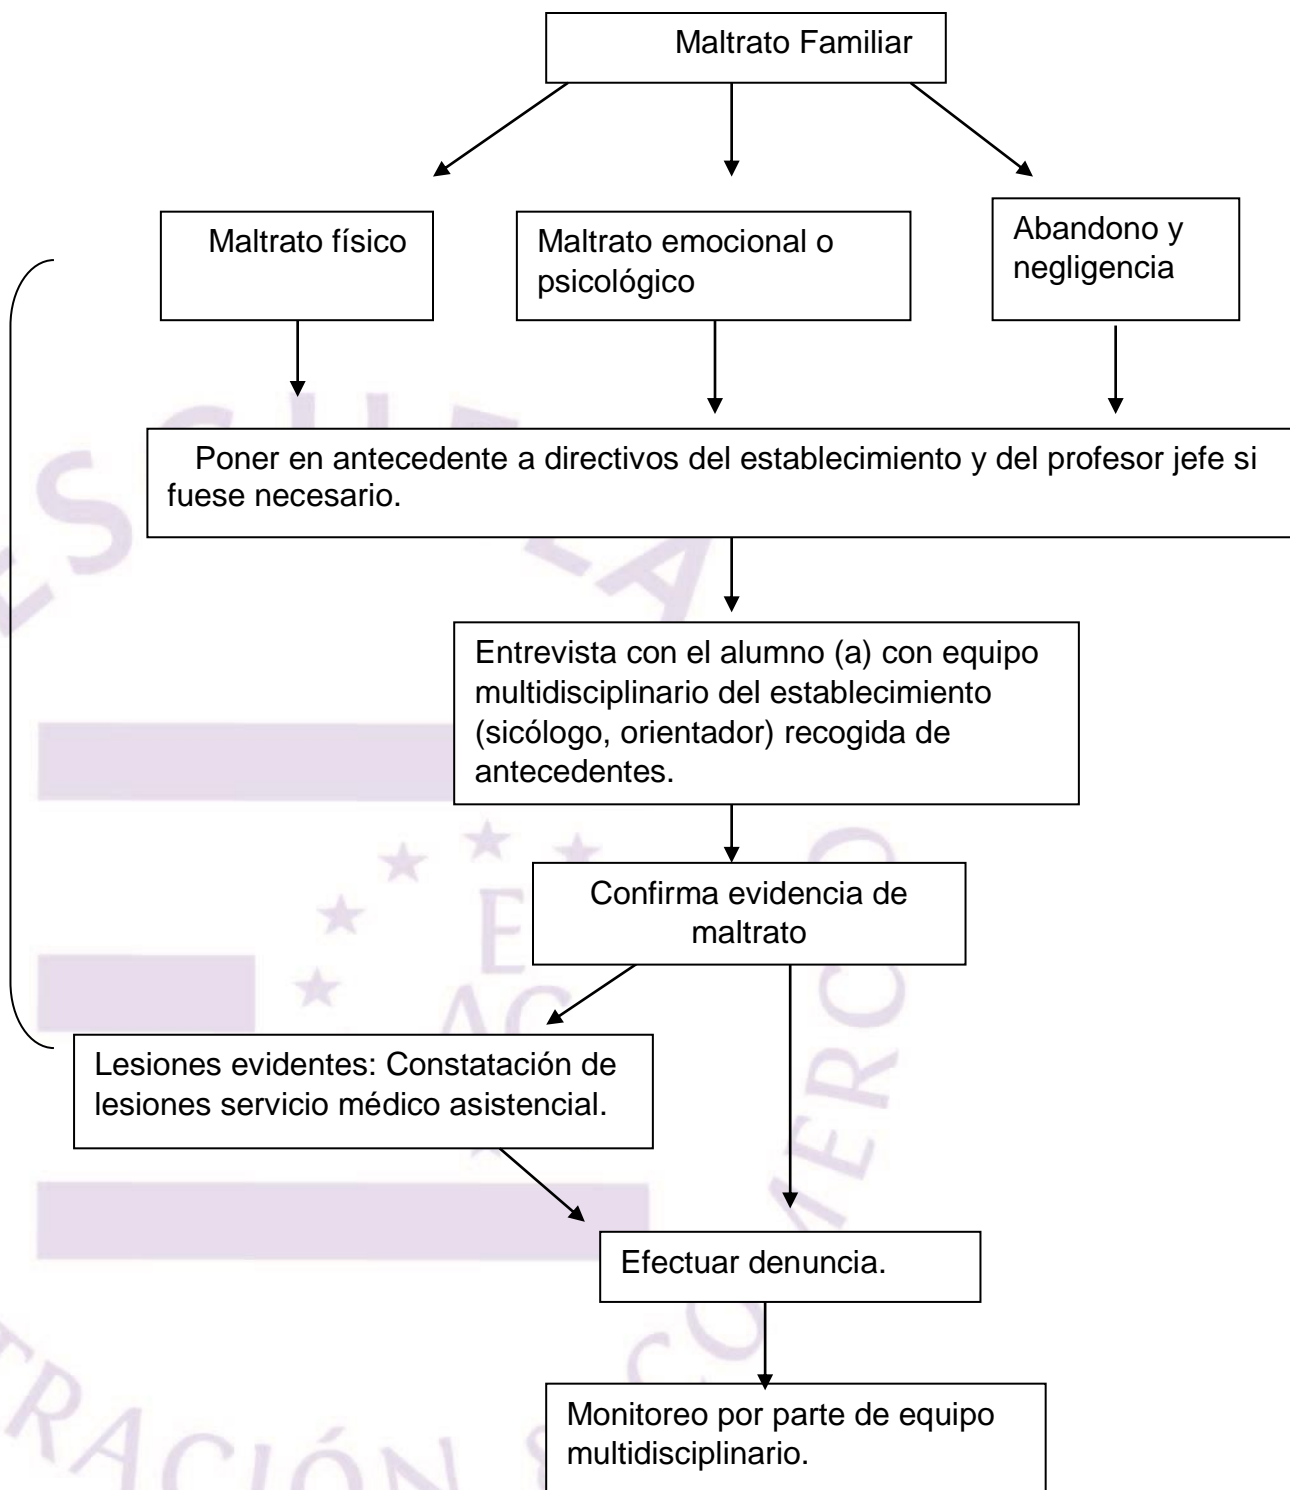 Maltrato Familiar
Maltrato físico
Maltrato emocional o
psicológico
Abandono y
negligencia
Poner en antecedente a directivos del establecimiento y del profesor jefe si
fuese necesario.
Entrevista con el alumno (a) con equipo
multidisciplinario del establecimiento
(sicólogo, orientador) recogida de
antecedentes.
Confirma evidencia de
maltrato
Lesiones evidentes: Constatación de
lesiones servicio médico asistencial.
Efectuar denuncia.
Monitoreo por parte de equipo
multidisciplinario.